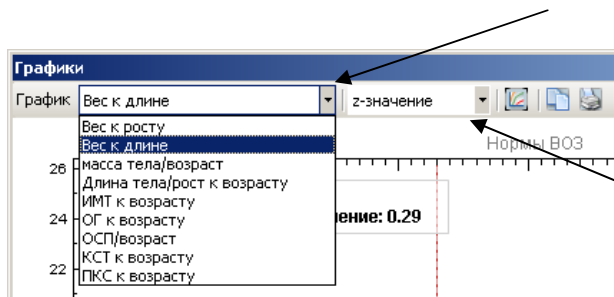 Графики
График Вес к длине z-значение
Вес к росту
Вес к длине
масса тела/возраст
Длина тела/рост к возрасту
ИМТ к возрасту
ОГ к возрасту
ОСП/возраст
КСТ к возрасту
ПКС к возрасту
Нормы ВОЗ
26
ение: 0.29
24
22